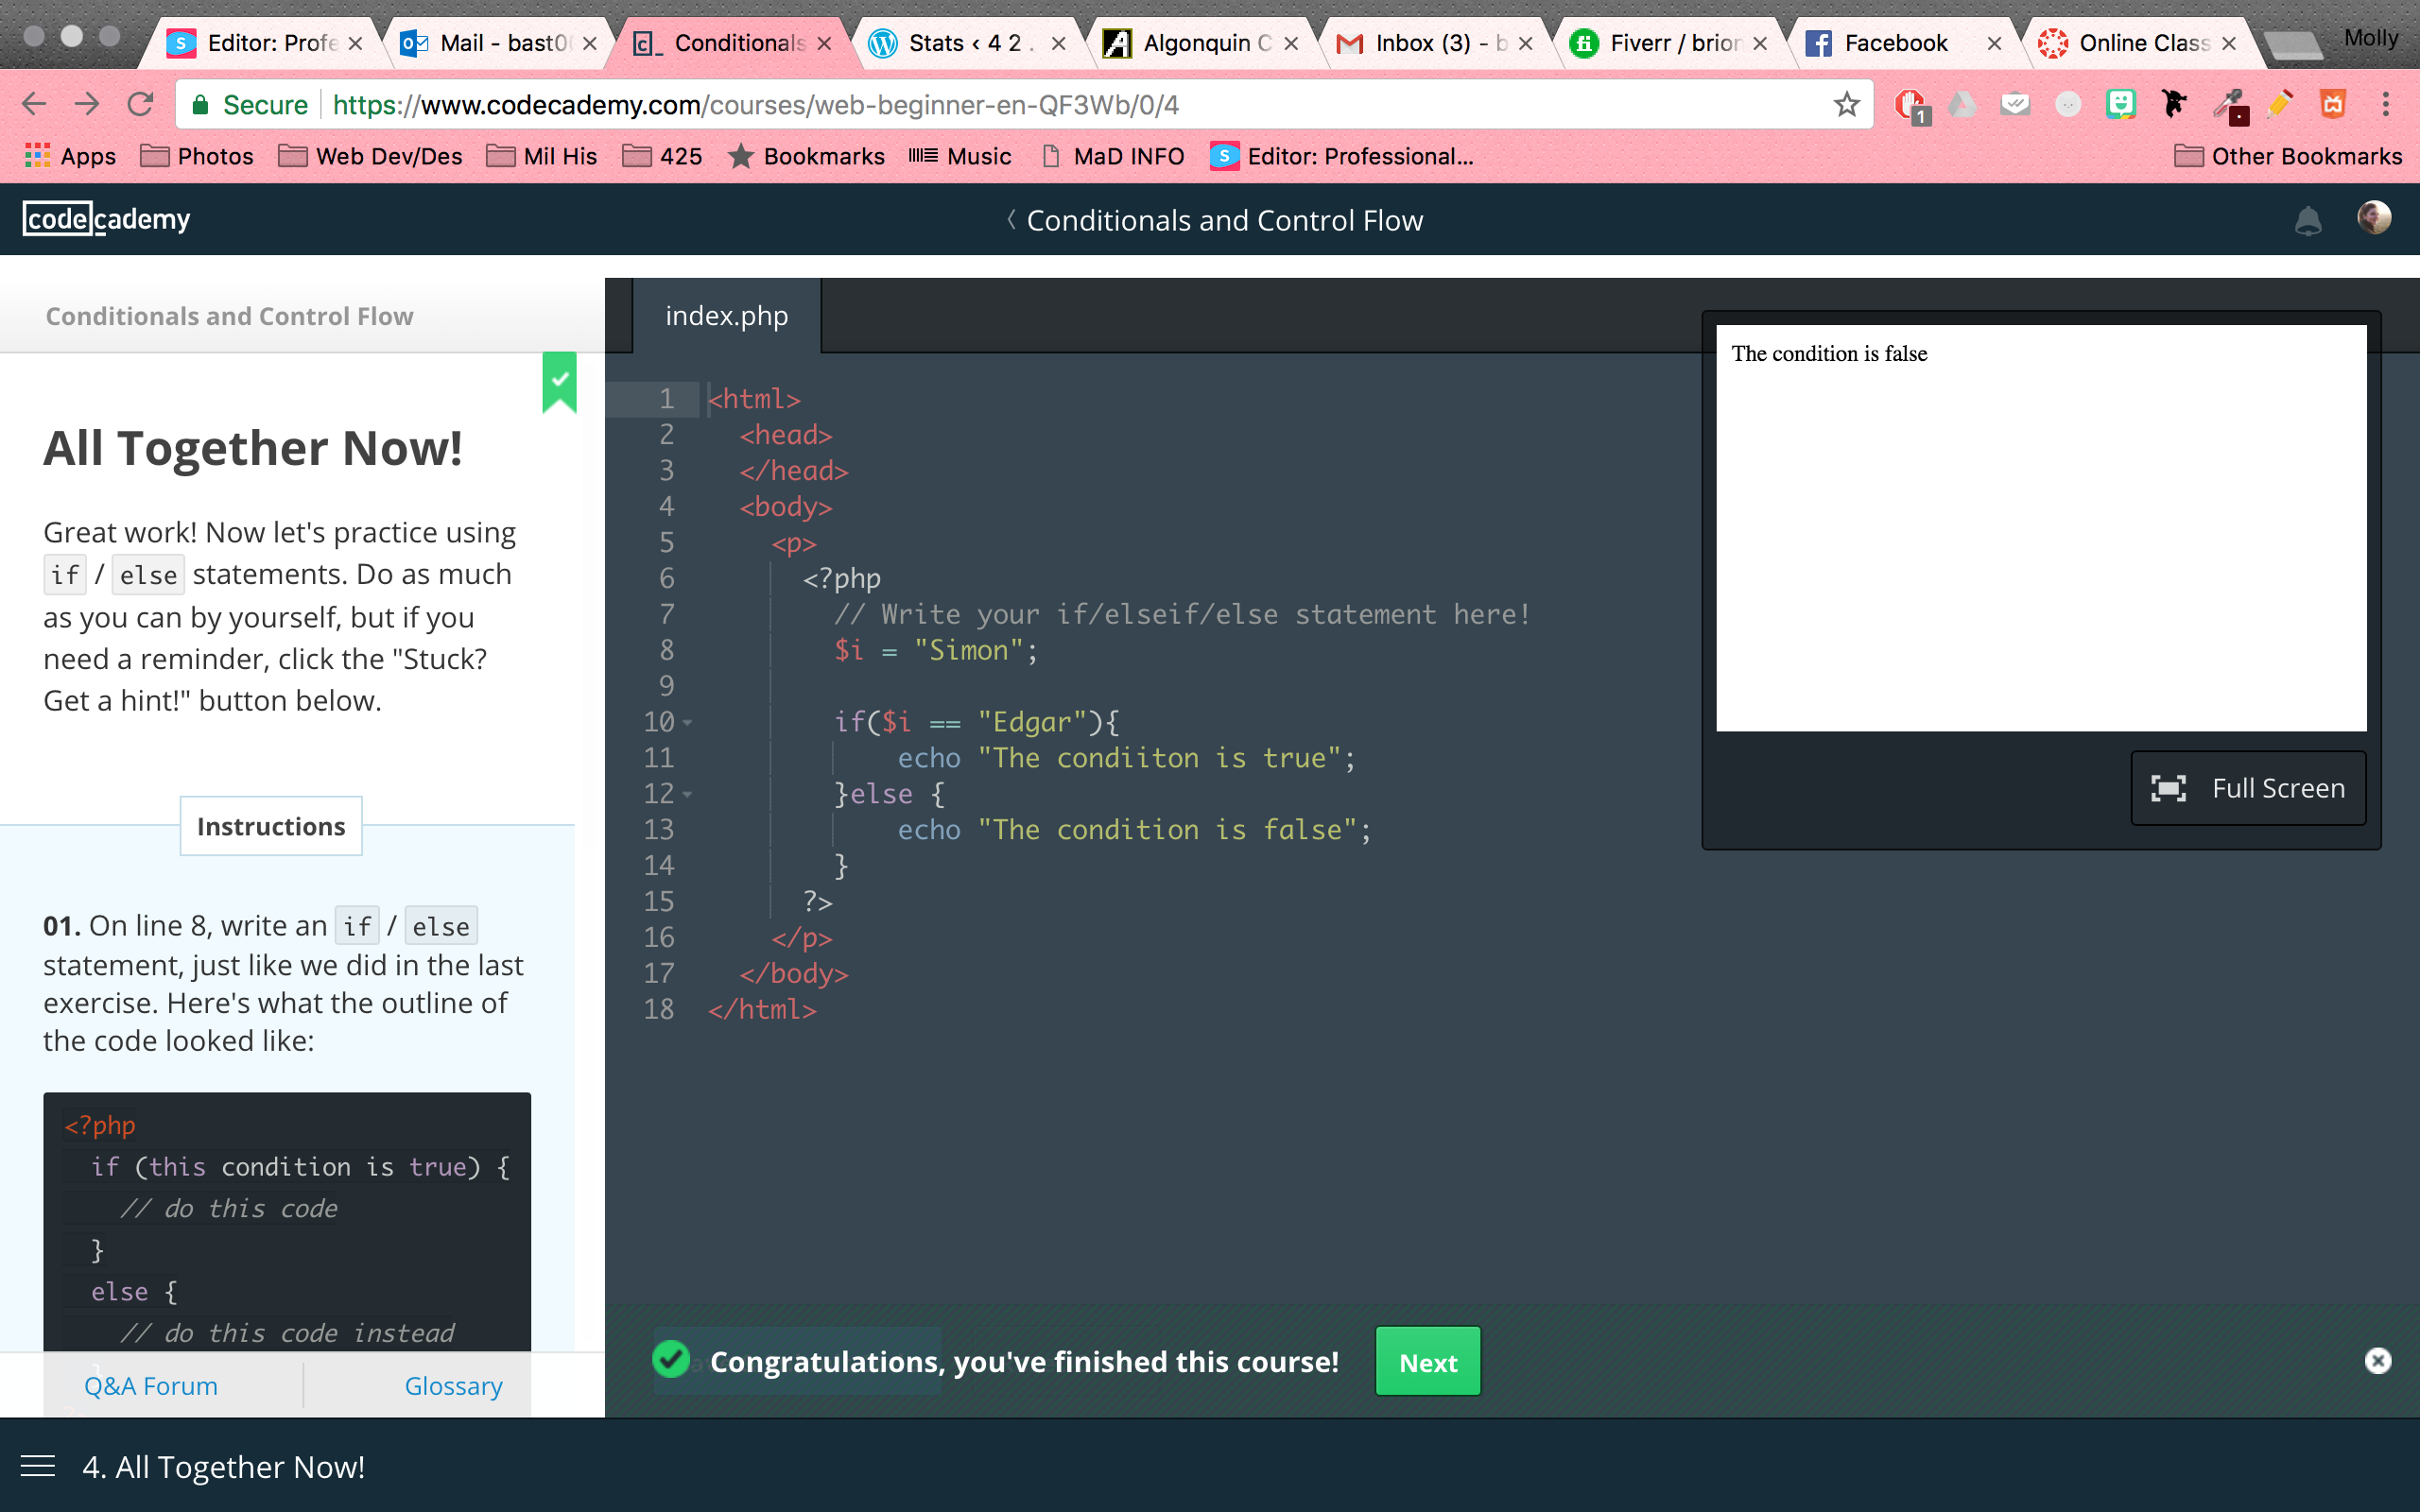 Editor: Profe
Mail - bast0
Conditionals
Stats ‹ 4 2 .
Algonquin C
Inbox (3) - b
Fiverr / brion
Facebook
Online Class
Molly
Secure
https://www.codecademy.com/courses/web-beginner-en-QF3Wb/0/4
1
Apps
Photos
Web Dev/Des
Mil His
425
Bookmarks
Music
MaD INFO
Editor: Professional...
Other Bookmarks
codecademy
Conditionals and Control Flow
Conditionals and Control Flow
All Together Now!
Great work! Now let's practice using
if / else statements. Do as much
as you can by yourself, but if you
need a reminder, click the "Stuck?
Get a hint!" button below.
Instructions
01. On line 8, write an if / else
statement, just like we did in the last
exercise. Here's what the outline of
the code looked like:
<?php
if (this condition is true) {
// do this code
}
else {
// do this code instead
}
Q&A Forum
Glossary
index.php
1 <html>
2 <head>
3 </head>
4 <body>
5 <p>
6 <?php
7 // Write your if/elseif/else statement here!
8 $i = "Simon";
9
10 if($i == "Edgar"){
11 echo "The condiiton is true";
12 }else {
13 echo "The condition is false";
14 }
15 ?>
16 </p>
17 </body>
18 </html>
The condition is false
Full Screen
Congratulations, you've finished this course!
Next
4. All Together Now!